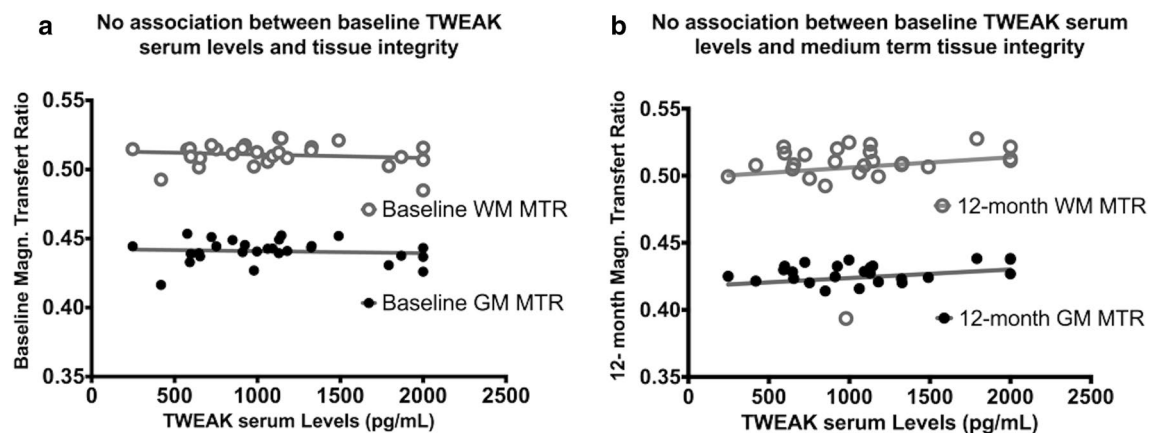 a
No association between baseline TWEAK
serum levels and tissue integrity
Baseline Magn. Transfert Ratio
0.55
0.50
0.45
0.40
0.35
Baseline WM MTR
Baseline GM MTR
0
500
1000
1500
2000
2500
TWEAK serum Levels (pg/mL)
b
No association between baseline TWEAK serum
levels and medium term tissue integrity
12- month Magn. Transfert Ratio
0.55
0.50
0.45
0.40
0.35
12-month WM MTR
12-month GM MTR
0
500
1000
1500
2000
2500
TWEAK serum Levels (pg/mL)